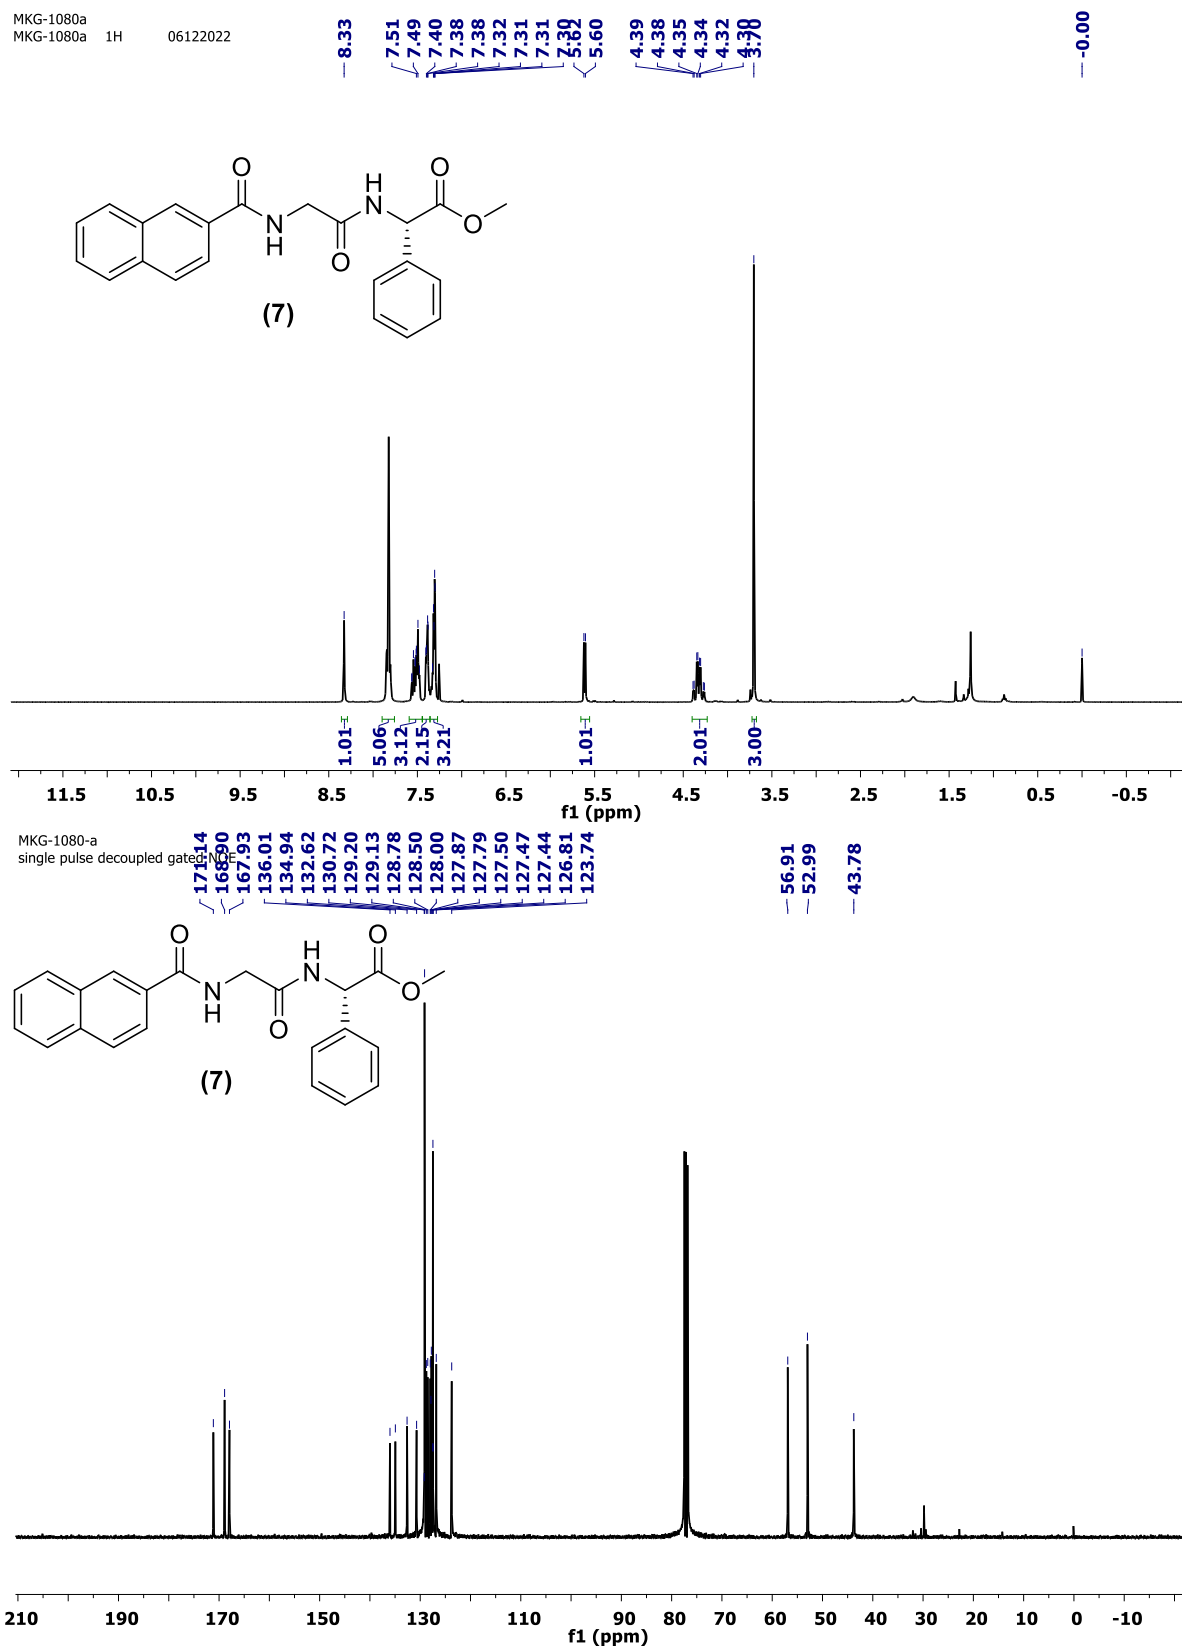 MKG-1080a
MKG-1080a 1H 06122022
8.33
7.51
7.49
7.40
7.38
7.38
7.32
7.31
7.31
7.30
5.62
5.60
4.39
4.38
4.35
4.34
4.32
4.30
3.70
-0.00
O
H
N
O
O
N
H
O
(7)
1.01
5.06
3.12
2.15
3.21
1.01
2.01
3.00
11.5 10.5 9.5 8.5 7.5 6.5 5.5 4.5 3.5 2.5 1.5 0.5 -0.5
f1 (ppm)
MKG-1080-a
single pulse decoupled gated NOE
171.14
168.90
167.93
136.01
134.94
132.62
130.72
129.20
129.13
128.78
128.50
128.00
127.87
127.79
127.50
127.47
127.44
126.81
123.74
56.91
52.99
43.78
O
H
N
O
O
N
H
O
(7)
210 190 170 150 130 110 90 80 70 60 50 40 30 20 10 0 -10
f1 (ppm)